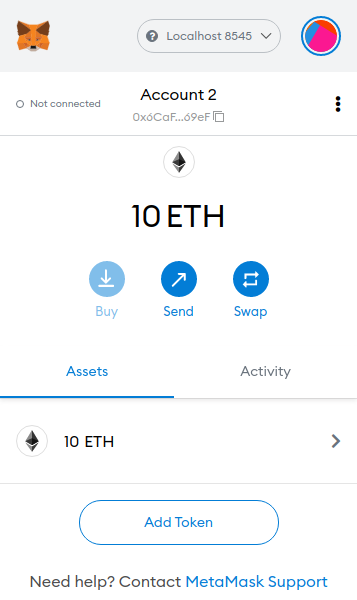 Localhost 8545
Not connected
Account 2
0x6CaF...69eF
10 ETH
Buy
Send
Swap
Assets
Activity
10 ETH
Add Token
Need help? Contact MetaMask Support